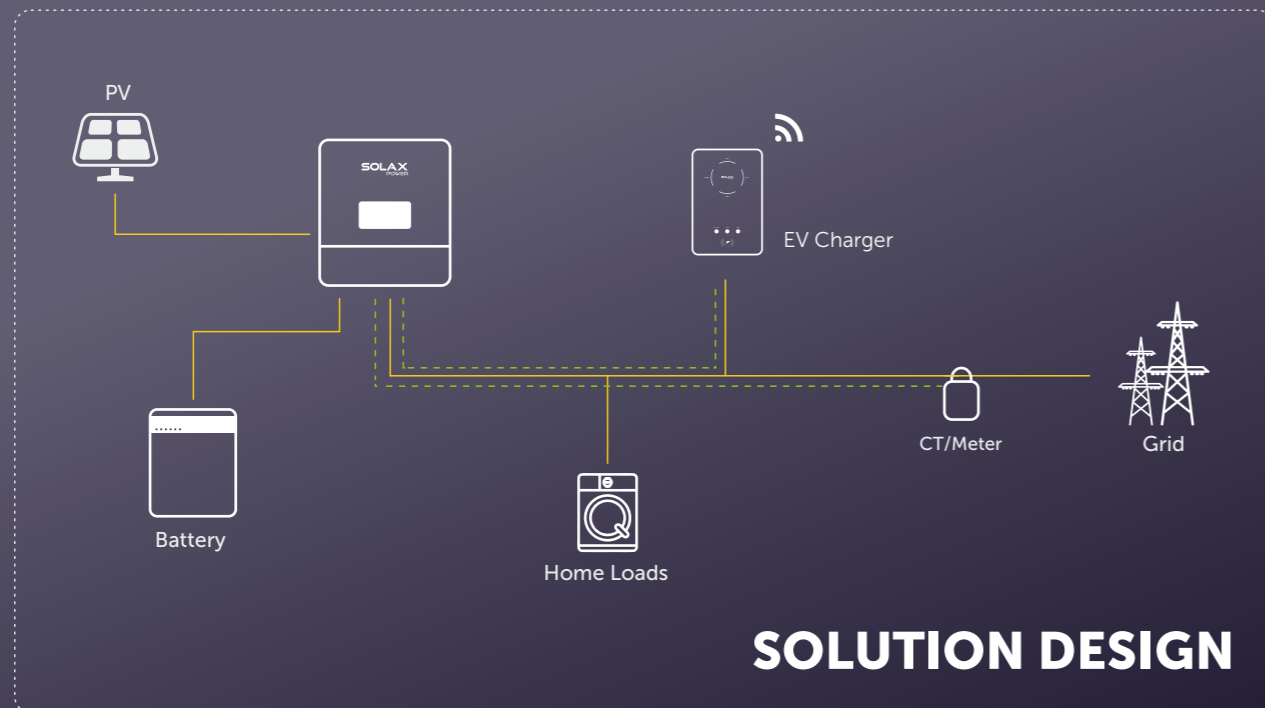 PV
SOLAX
POWER
EV Charger
CT/Meter
Grid
Battery
Home Loads
SOLUTION DESIGN